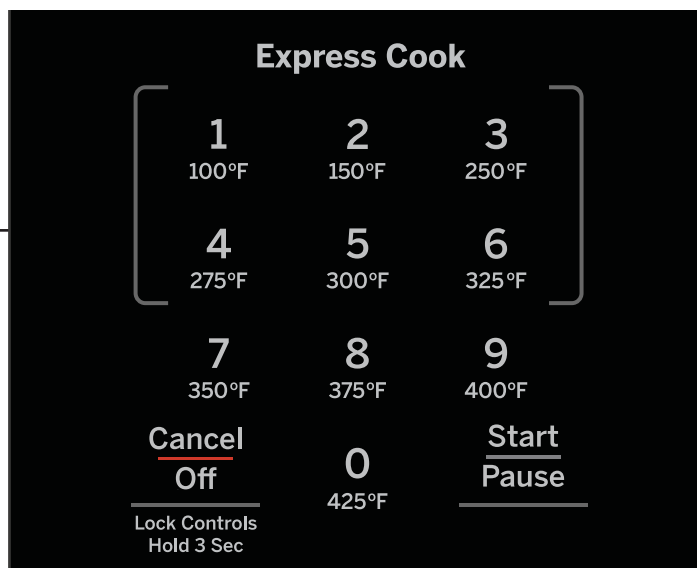 Express Cook
1 2 3
100°F 150°F 250°F
4 5 6
275°F 300°F 325°F
7 8 9
350°F 375°F 400°F
Cancel
Off
Lock Controls
Hold 3 Sec
0
425°F
Start
Pause